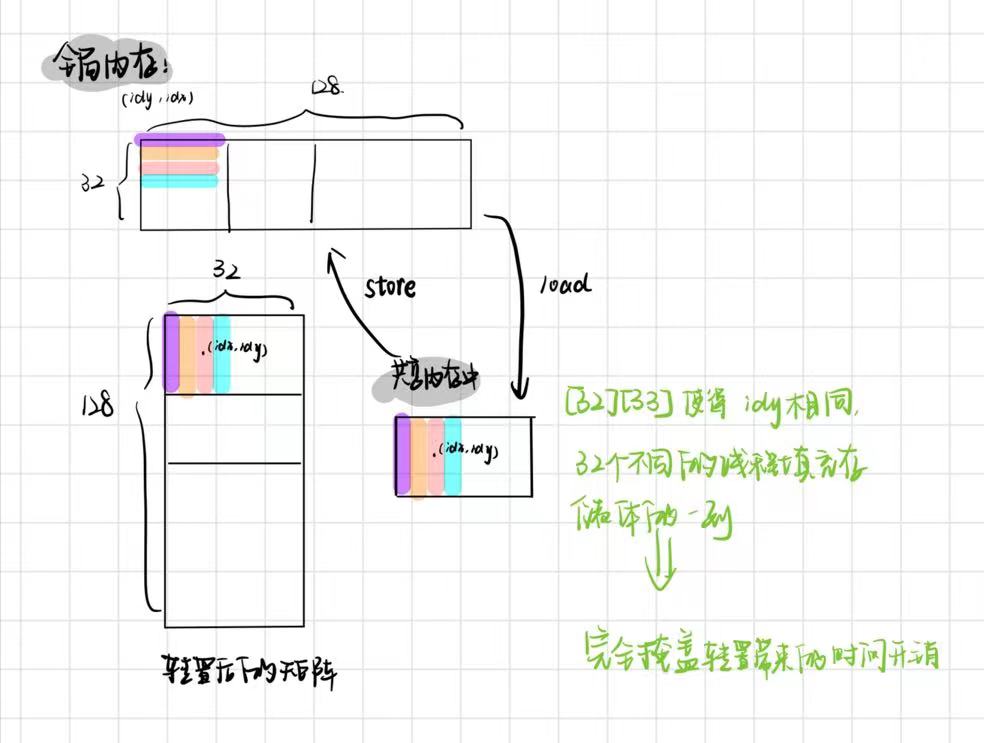 全局内存：
(idy,idx)
128
32
32
store
load
.(idx,idy)
共享内存中
128
.(idx,idy)
[32][33] 使得 idy相同,
32个不同的线程填充在
储体的一列
完全掩盖转置带来的时间开销
转置后的矩阵